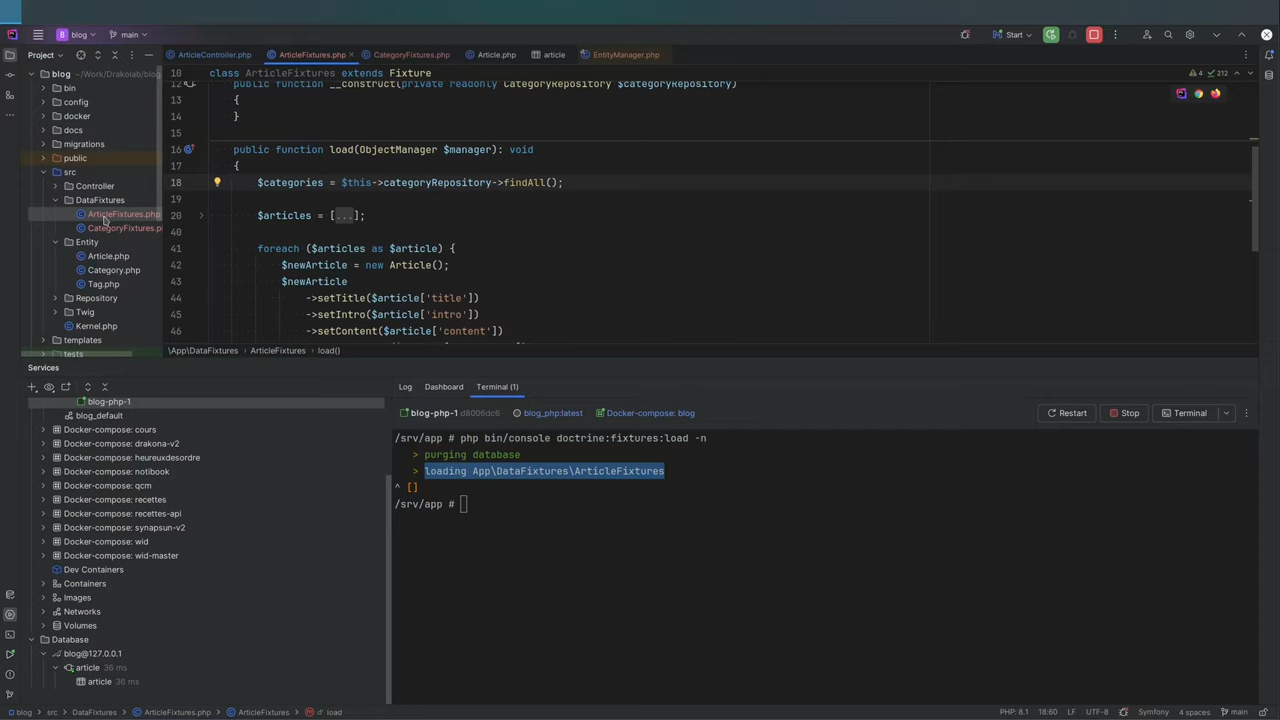 B blog
main
Start
Project
ArticleController.php
ArticleFixtures.php
CategoryFixtures.php
Article.php
article
EntityManager.php
blog ~/Work/Drakolab/blog
bin
config
docker
docs
migrations
public
src
Controller
DataFixtures
ArticleFixtures.php
CategoryFixtures.p
Entity
Article.php
Category.php
Tag.php
Repository
Twig
Kernel.php
templates
tests
10 class ArticleFixtures extends Fixture
4 212
12 public function __construct(private readonly CategoryRepository $categoryRepository)
13 {
14 }
15
16 public function load(ObjectManager $manager): void
17 {
18 $categories = $this->categoryRepository->findAll();
19
20 $articles = [...];
40
41 foreach ($articles as $article) {
42 $newArticle = new Article();
43 $newArticle
44 ->setTitle($article['title'])
45 ->setIntro($article['intro'])
46 ->setContent($article['content'])
\App\DataFixtures ArticleFixtures load()
Services
blog-php-1
blog_default
Docker-compose: cours
Docker-compose: drakona-v2
Docker-compose: heureuxdesordre
Docker-compose: notibook
Docker-compose: qcm
Docker-compose: recettes
Docker-compose: recettes-api
Docker-compose: synapsun-v2
Docker-compose: wid
Docker-compose: wid-master
Dev Containers
Containers
Images
Networks
Volumes
Database
blog@127.0.0.1
article 36 ms
article 36 ms
Log
Dashboard
Terminal (1)
blog-php-1 d8006dc6
blog_php:latest
Docker-compose: blog
Restart
Stop
Terminal
/srv/app # php bin/console doctrine:fixtures:load -n
> purging database
> loading App\DataFixtures\ArticleFixtures
^ []
/srv/app #
blog > src > DataFixtures > ArticleFixtures.php > ArticleFixtures > load
PHP: 8.1
18:60
LF
UTF-8
Symfony
4 spaces
main